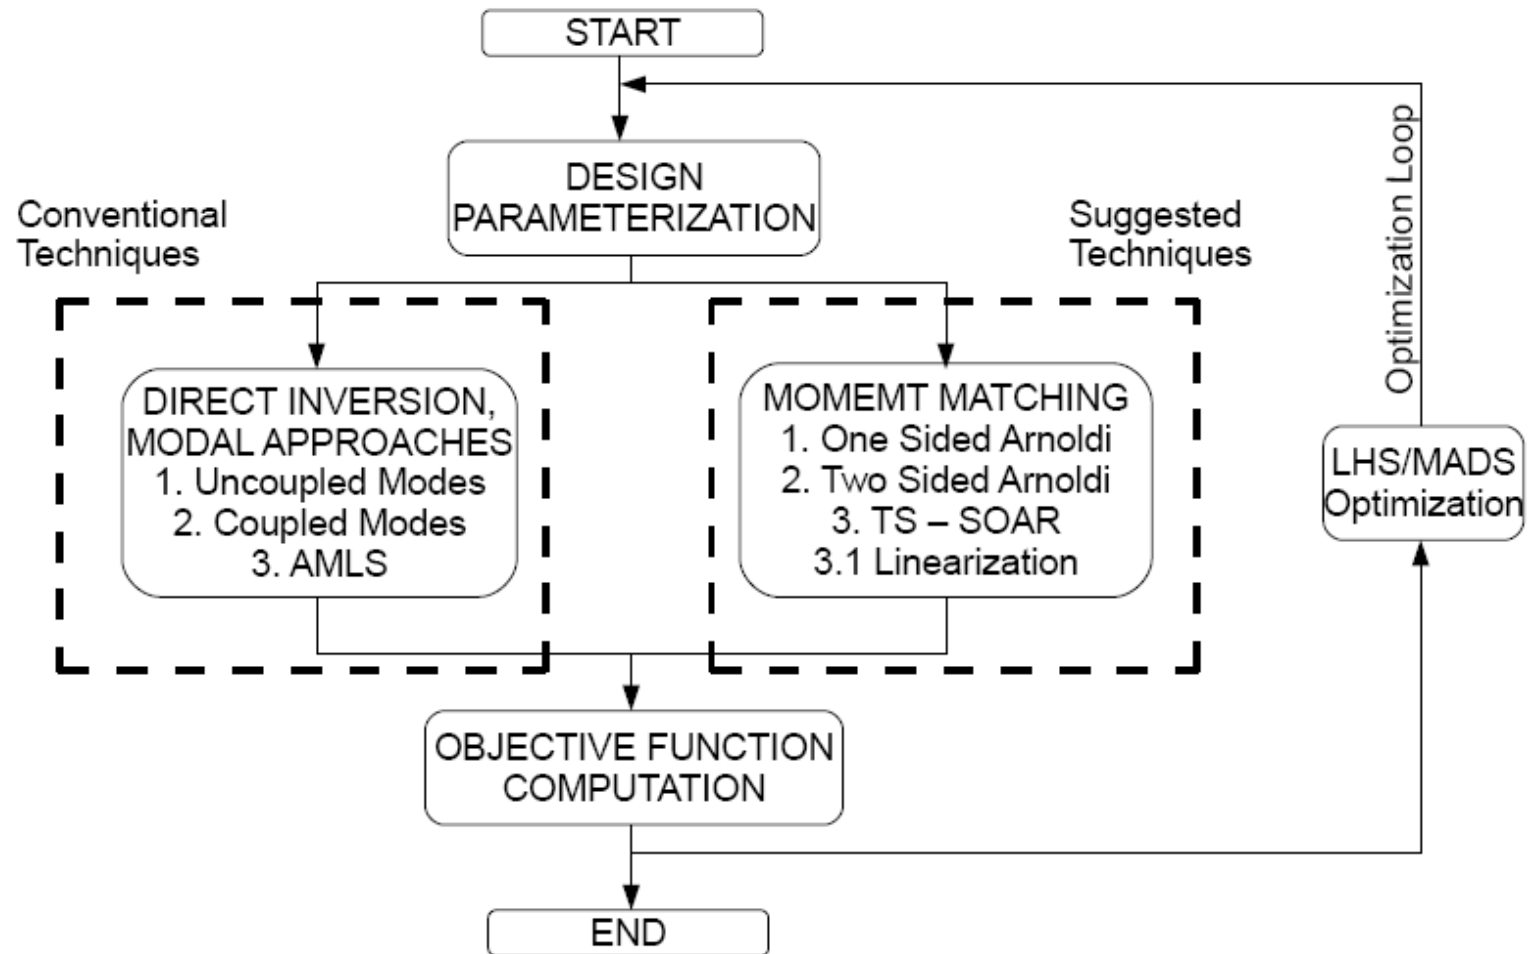 START
DESIGN
PARAMETERIZATION
Conventional
Techniques
Suggested
Techniques
Optimization Loop
DIRECT INVERSION,
MODAL APPROACHES
1. Uncoupled Modes
2. Coupled Modes
3. AMLS
MOMEMT MATCHING
1. One Sided Arnoldi
2. Two Sided Arnoldi
3. TS – SOAR
3.1 Linearization
LHS/MADS
Optimization
OBJECTIVE FUNCTION
COMPUTATION
END